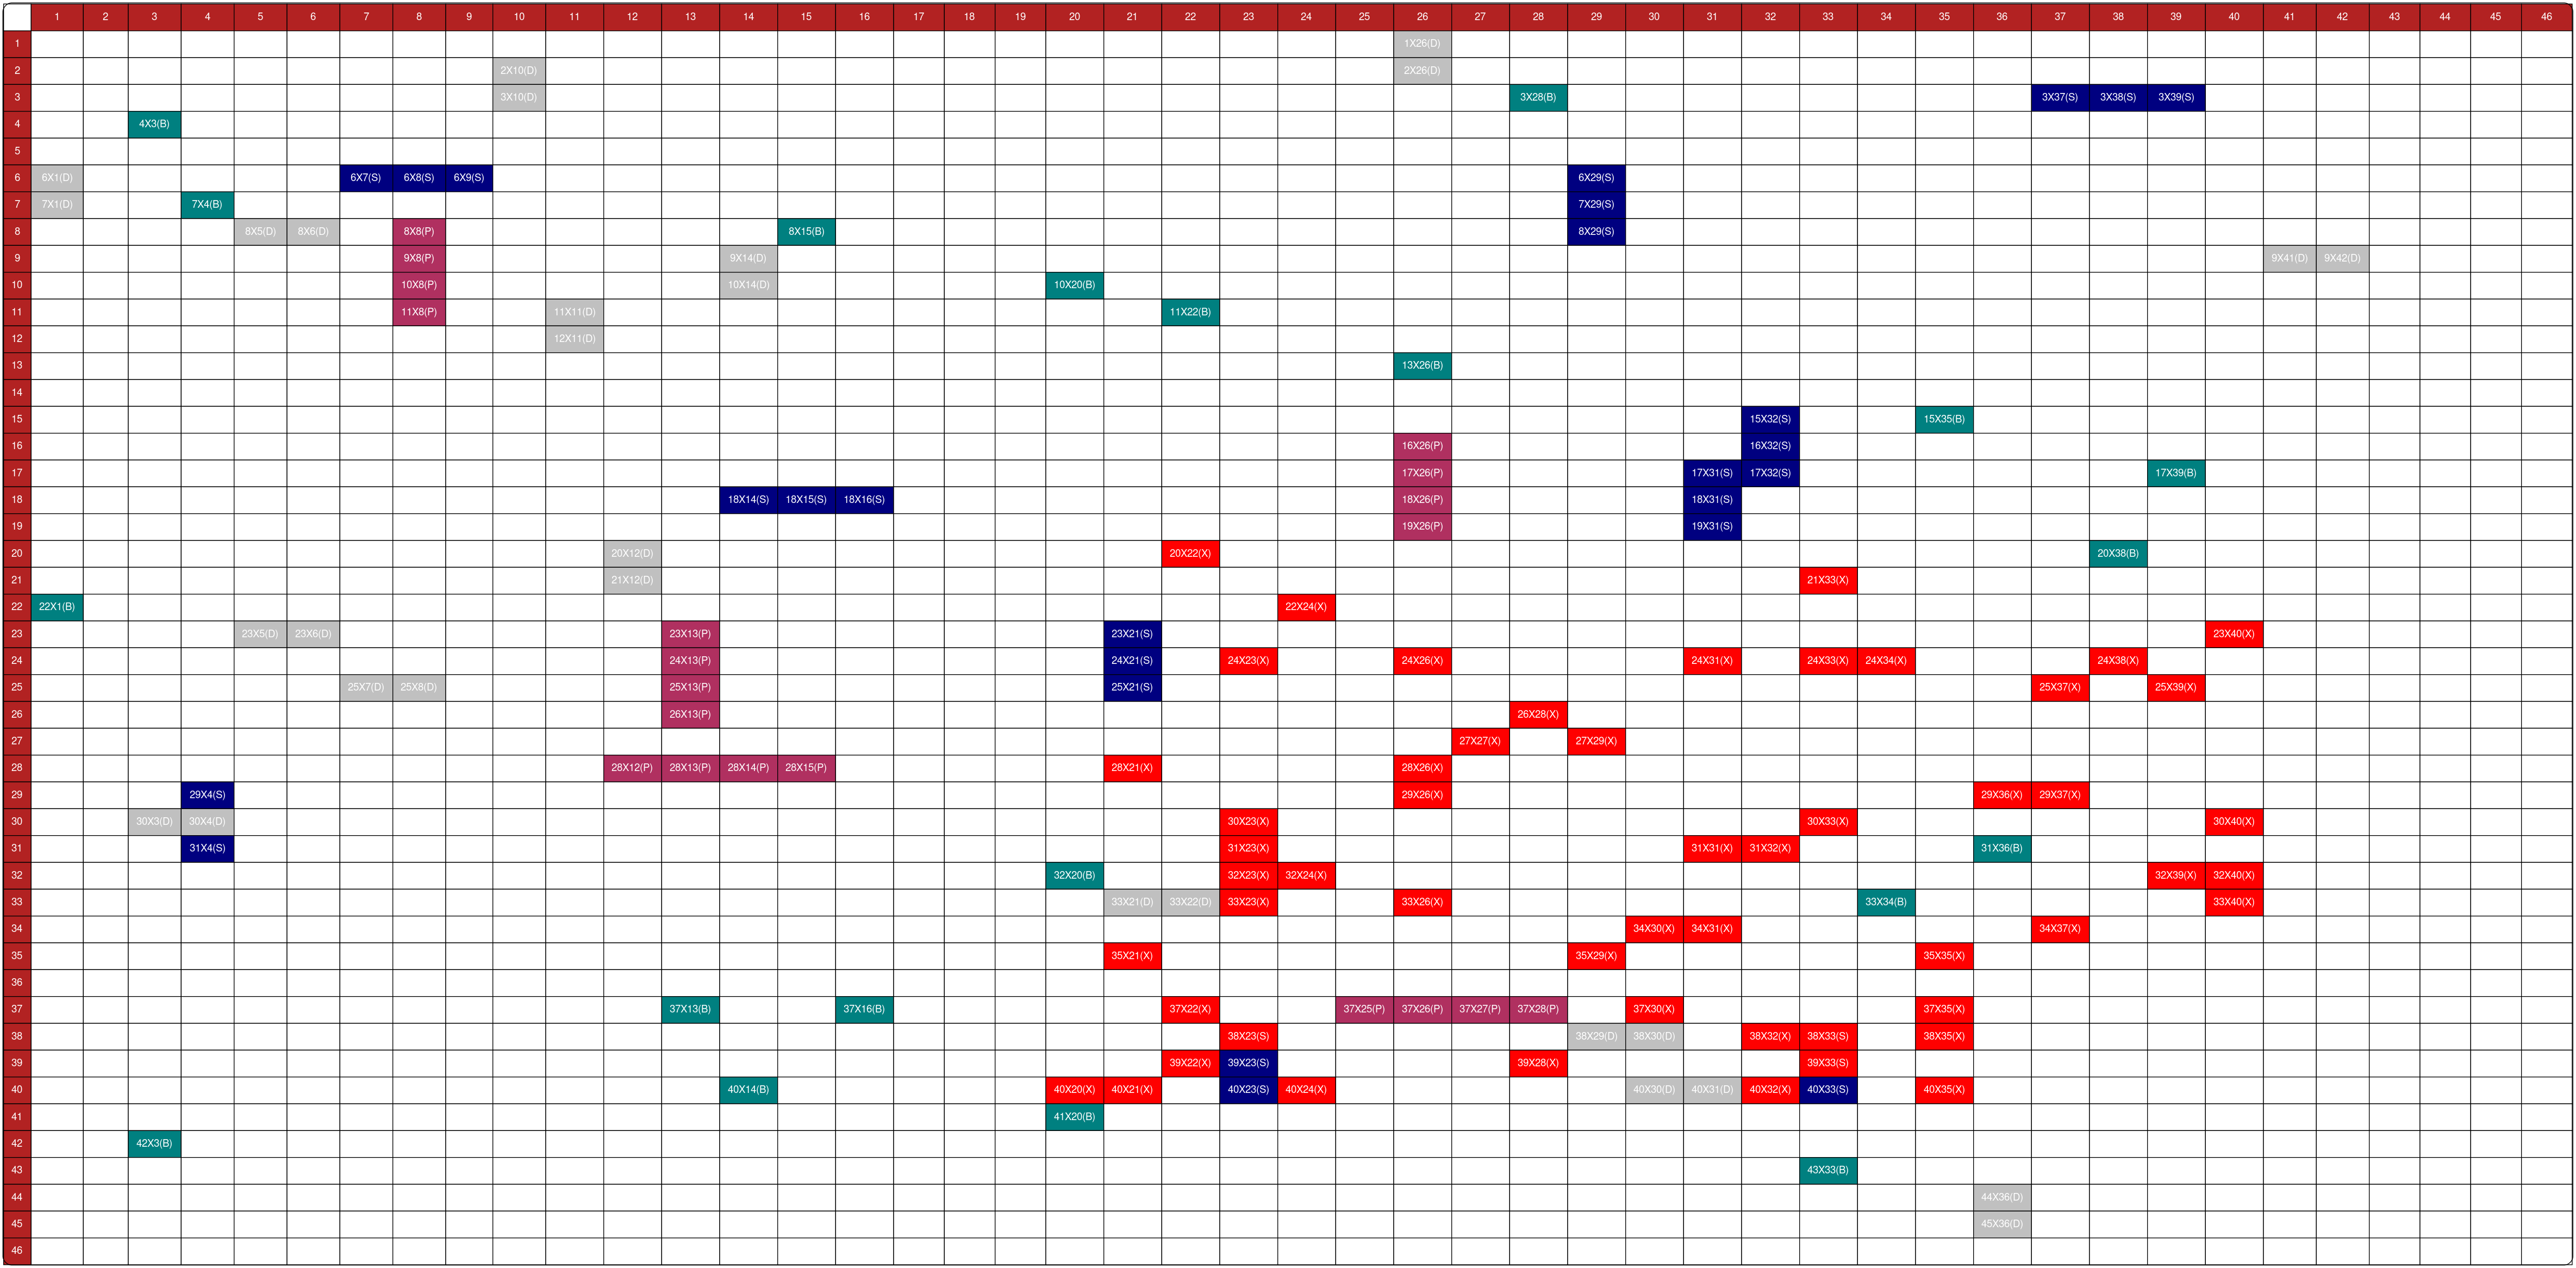 1 2 3 4 5 6 7 8 9 10 11 12 13 14 15 16 17 18 19 20 21 22 23 24 25 26 27 28 29 30 31 32 33 34 35 36 37 38 39 40 41 42 43 44 45 46
1 1X26(D)
2 2X10(D) 2X26(D)
3 3X10(D) 3X28(B) 3X37(S) 3X38(S) 3X39(S)
4 4X3(B)
5
6 6X1(D) 6X7(S) 6X8(S) 6X9(S) 6X29(S)
7 7X1(D) 7X4(B) 7X29(S)
8 8X5(D) 8X6(D) 8X8(P) 8X15(B) 8X29(S)
9 9X8(P) 9X14(D) 9X41(D) 9X42(D)
10 10X8(P) 10X14(D) 10X20(B)
11 11X8(P) 11X11(D) 11X22(B)
12 12X11(D)
13 13X26(B)
14
15 15X32(S) 15X35(B)
16 16X26(P) 16X32(S)
17 17X26(P) 17X31(S) 17X32(S) 17X39(B)
18 18X14(S) 18X15(S) 18X16(S) 18X26(P) 18X31(S)
19 19X26(P) 19X31(S)
20 20X12(D) 20X22(X) 20X38(B)
21 21X12(D) 21X33(X)
22 22X1(B) 22X24(X)
23 23X5(D) 23X6(D) 23X13(P) 23X21(S) 23X40(X)
24 24X13(P) 24X21(S) 24X23(X) 24X26(X) 24X31(X) 24X33(X) 24X34(X) 24X38(X)
25 25X7(D) 25X8(D) 25X13(P) 25X21(S) 25X37(X) 25X39(X)
26 26X13(P) 26X28(X)
27 27X27(X) 27X29(X)
28 28X12(P) 28X13(P) 28X14(P) 28X15(P) 28X21(X) 28X26(X)
29 29X4(S) 29X26(X) 29X36(X) 29X37(X)
30 30X3(D) 30X4(D) 30X23(X) 30X33(X) 30X40(X)
31 31X4(S) 31X23(X) 31X31(X) 31X32(X) 31X36(B)
32 32X20(B) 32X23(X) 32X24(X) 32X39(X) 32X40(X)
33 33X21(D) 33X22(D) 33X23(X) 33X26(X) 33X34(B) 33X40(X)
34 34X30(X) 34X31(X) 34X37(X)
35 35X21(X) 35X29(X) 35X35(X)
36
37 37X13(B) 37X16(B) 37X22(X) 37X25(P) 37X26(P) 37X27(P) 37X28(P) 37X30(X) 37X35(X)
38 38X23(S) 38X29(D) 38X30(D) 38X32(X) 38X33(S) 38X35(X)
39 39X22(X) 39X23(S) 39X28(X) 39X33(S)
40 40X14(B) 40X20(X) 40X21(X) 40X23(S) 40X24(X) 40X30(D) 40X31(D) 40X32(X) 40X33(S) 40X35(X)
41 41X20(B)
42 42X3(B)
43 43X33(B)
44 44X36(D)
45 45X36(D)
46